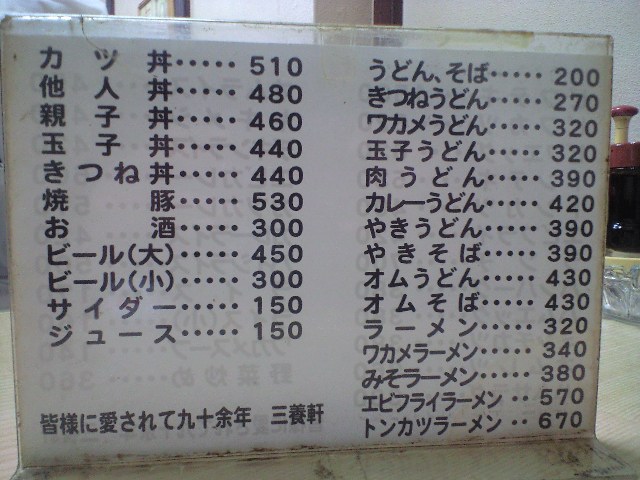 カツ丼‥‥‥510
他人丼‥‥‥480
親子丼‥‥‥460
玉子丼‥‥‥440
きつね丼‥‥‥440
焼豚‥‥‥530
お酒‥‥‥300
ビール(大)‥‥‥450
ビール(小)‥‥‥300
サイダー‥‥‥150
ジュース‥‥‥150
皆様に愛されて九十余年 三養軒
うどん、そば‥‥‥200
きつねうどん‥‥‥270
ワカメうどん‥‥‥320
玉子うどん‥‥‥320
肉うどん‥‥‥390
カレーうどん‥‥‥420
やきうどん‥‥‥390
やきそば‥‥‥390
オムうどん‥‥‥430
オムそば‥‥‥430
ラーメン‥‥‥320
ワカメラーメン‥‥‥340
みそラーメン‥‥‥380
エビフライラーメン‥570
トンカツラーメン‥670